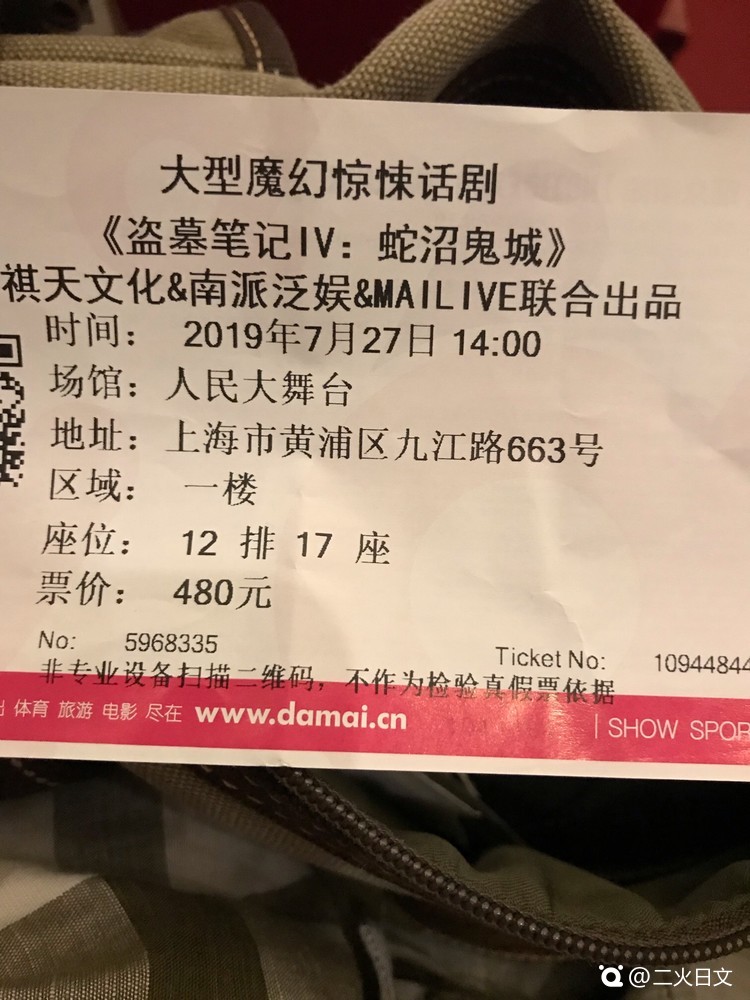 大型魔幻惊悚话剧
《盗墓笔记IV：蛇沼鬼城》
祺天文化&南派泛娱&MAILIVE联合出品
时间： 2019年7月27日 14:00
场馆：人民大舞台
地址：上海市黄浦区九江路663号
区域： 一楼
座位： 12 排 17 座
票价： 480元
No: 5968335 Ticket No: 10944844
非专业设备扫描二维码，不作为检验真假票依据
体育 旅游 电影 尽在 www.damai.cn | SHOW SPOR
@二火日文